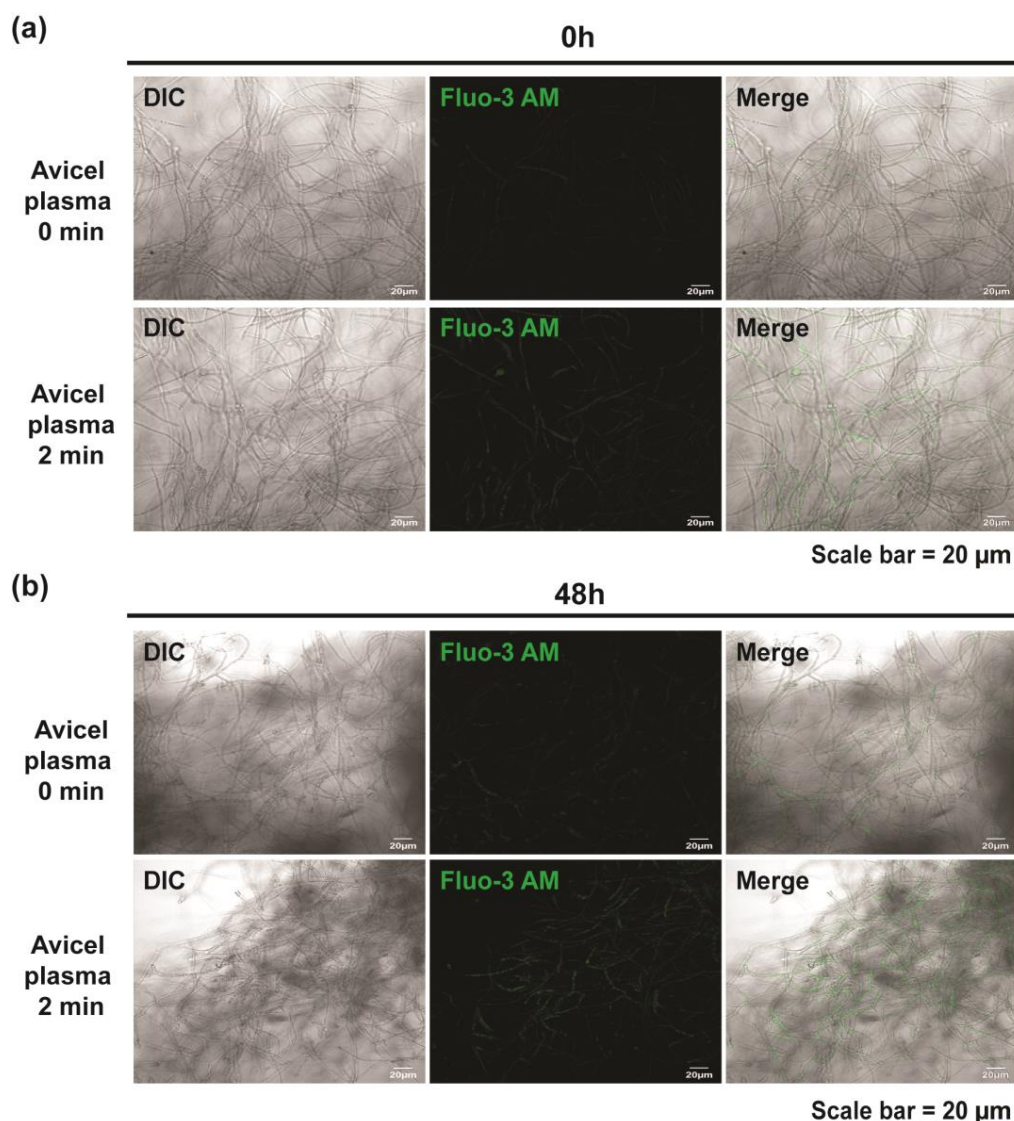 (a)
0h
Avicel
plasma
0 min
DIC
Fluo-3 AM
Merge
20µm
20µm
20µm
Avicel
plasma
2 min
DIC
Fluo-3 AM
Merge
20µm
20µm
20µm
Scale bar = 20 µm
(b)
48h
Avicel
plasma
0 min
DIC
Fluo-3 AM
Merge
20µm
20µm
20µm
Avicel
plasma
2 min
DIC
Fluo-3 AM
Merge
20µm
20µm
20µm
Scale bar = 20 µm